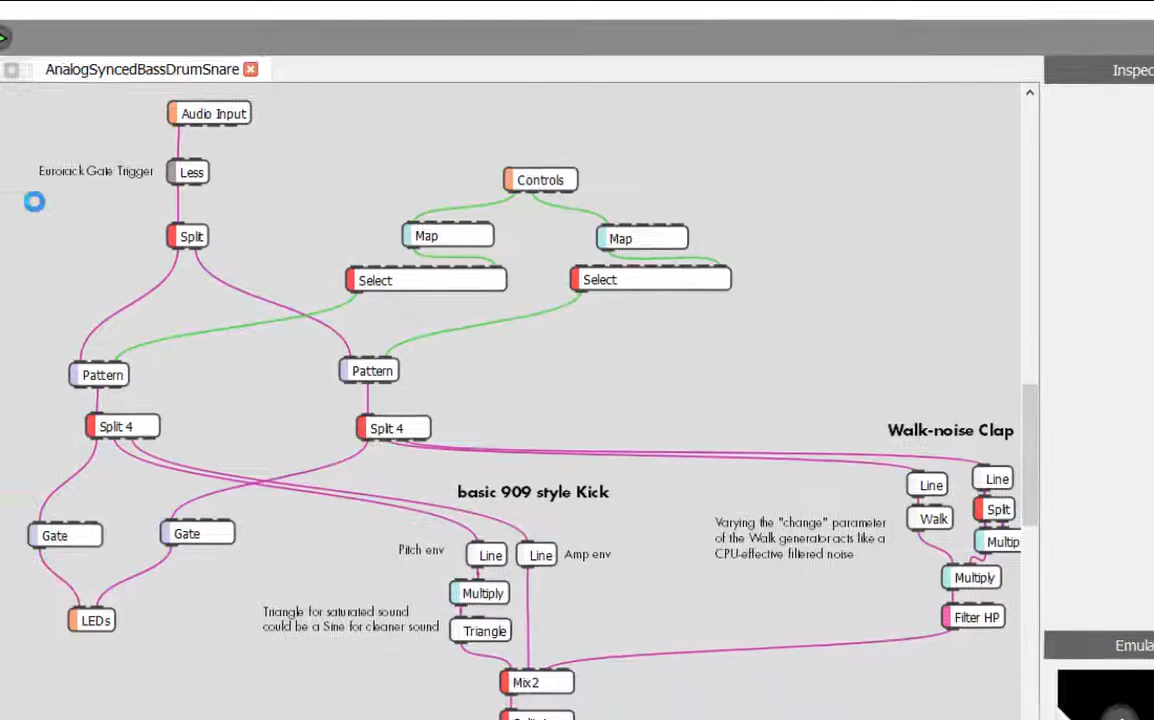 AnalogSyncedBassDrumSnare
Inspec
Audio Input
Eurorack Gate Trigger
Less
Controls
Split
Map
Map
Select
Select
Pattern
Pattern
Split 4
Split 4
Walk-noise Clap
Line
Line
basic 909 style Kick
Split
Walk
Varying the "change" parameter
of the Walk generator acts like a
CPU-effective filtered noise
Multip
Gate
Gate
Pitch env
Line
Line
Amp env
Multiply
Multiply
Triangle for saturated sound
could be a Sine for cleaner sound
Filter HP
LEDs
Triangle
Emula
Mix2